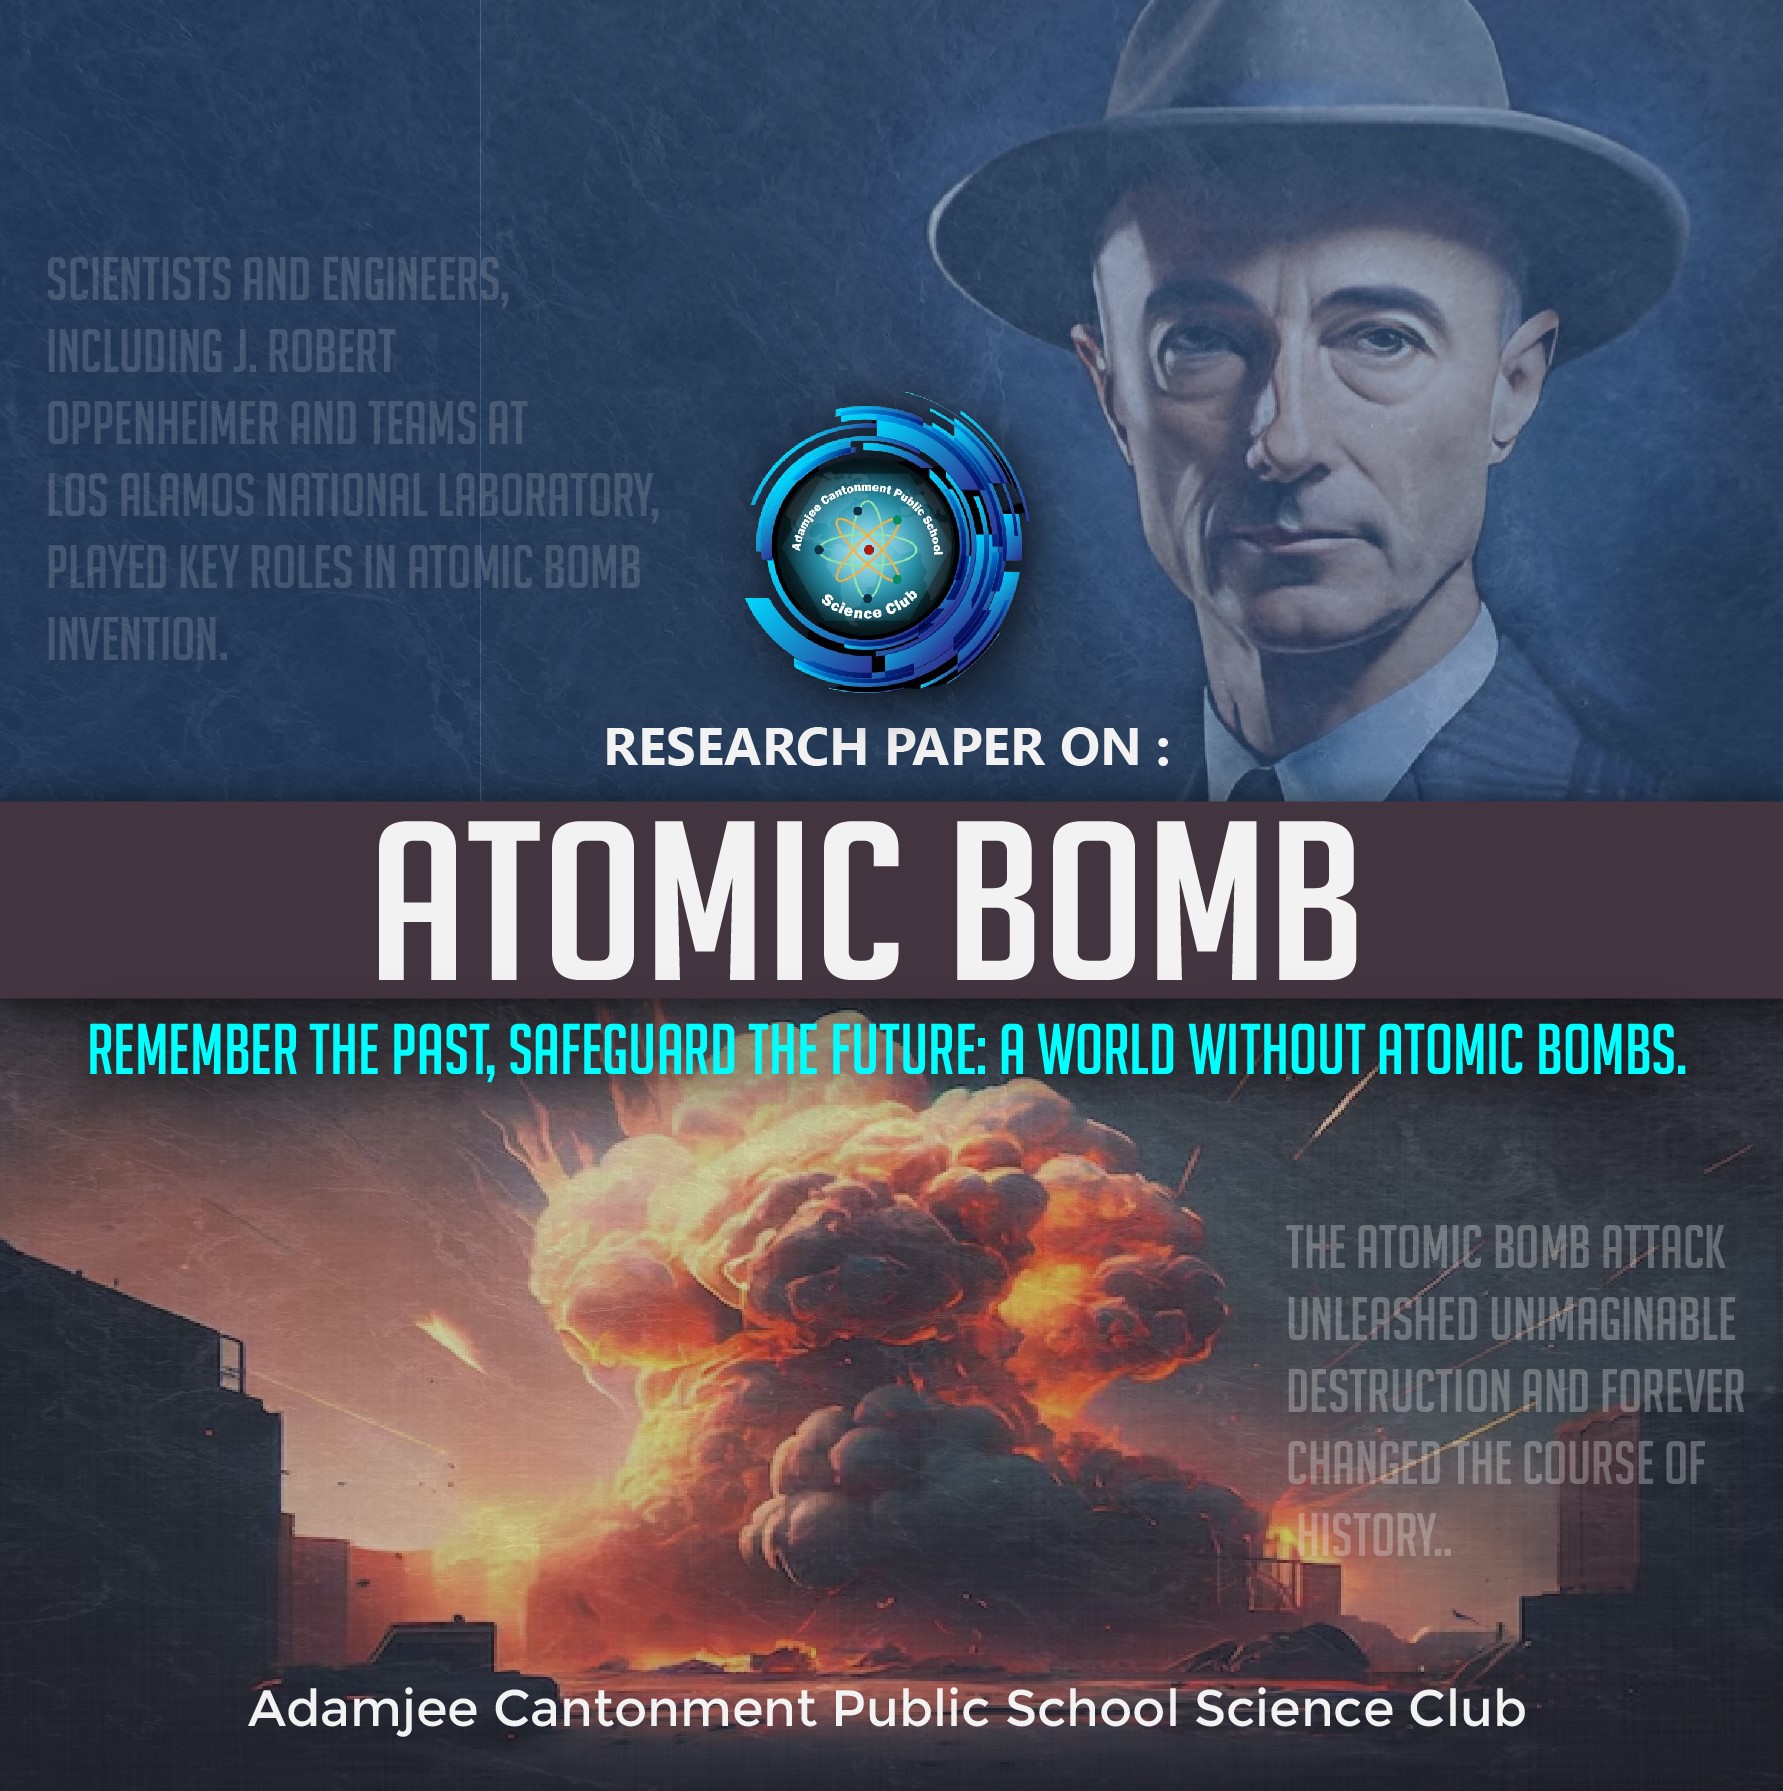 SCIENTISTS AND ENGINEERS,
INCLUDING J. ROBERT
OPPENHEIMER AND TEAMS AT
LOS ALAMOS NATIONAL LABORATORY,
PLAYED KEY ROLES IN ATOMIC BOMB
INVENTION.
Adamjee Cantonment Public School
Science Club
RESEARCH PAPER ON :
ATOMIC BOMB
REMEMBER THE PAST, SAFEGUARD THE FUTURE: A WORLD WITHOUT ATOMIC BOMBS.
THE ATOMIC BOMB ATTACK
UNLEASHED UNIMAGINABLE
DESTRUCTION AND FOREVER
CHANGED THE COURSE OF
HISTORY..
Adamjee Cantonment Public School Science Club